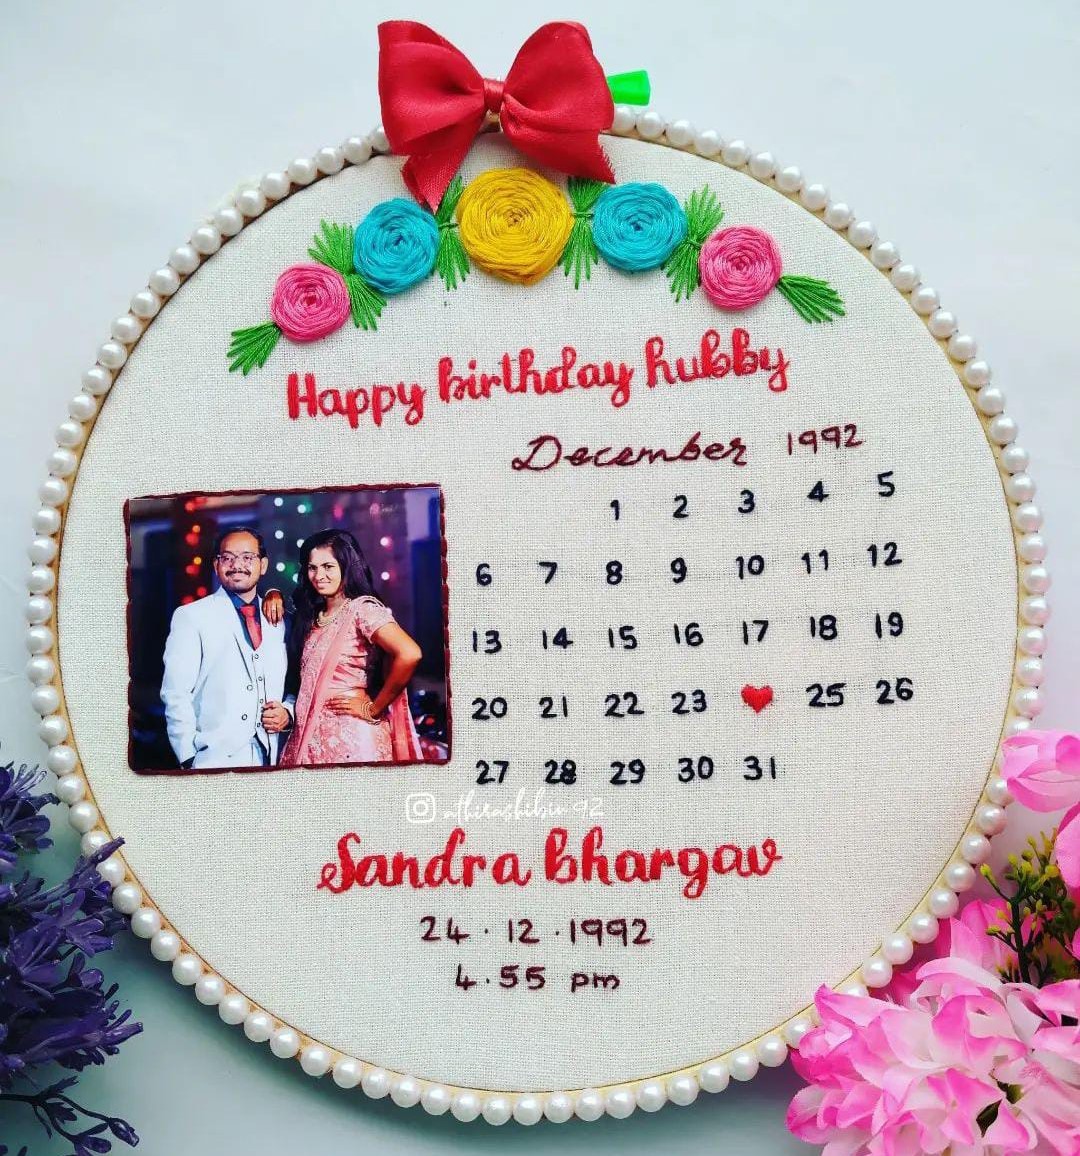 Happy birthday hubby
December 1992
1 2 3 4 5
6 7 8 9 10 11 12
13 14 15 16 17 18 19
20 21 22 23 25 26
27 28 29 30 31
athirashibin92
Sandra bhargav
24.12.1992
4.55 pm